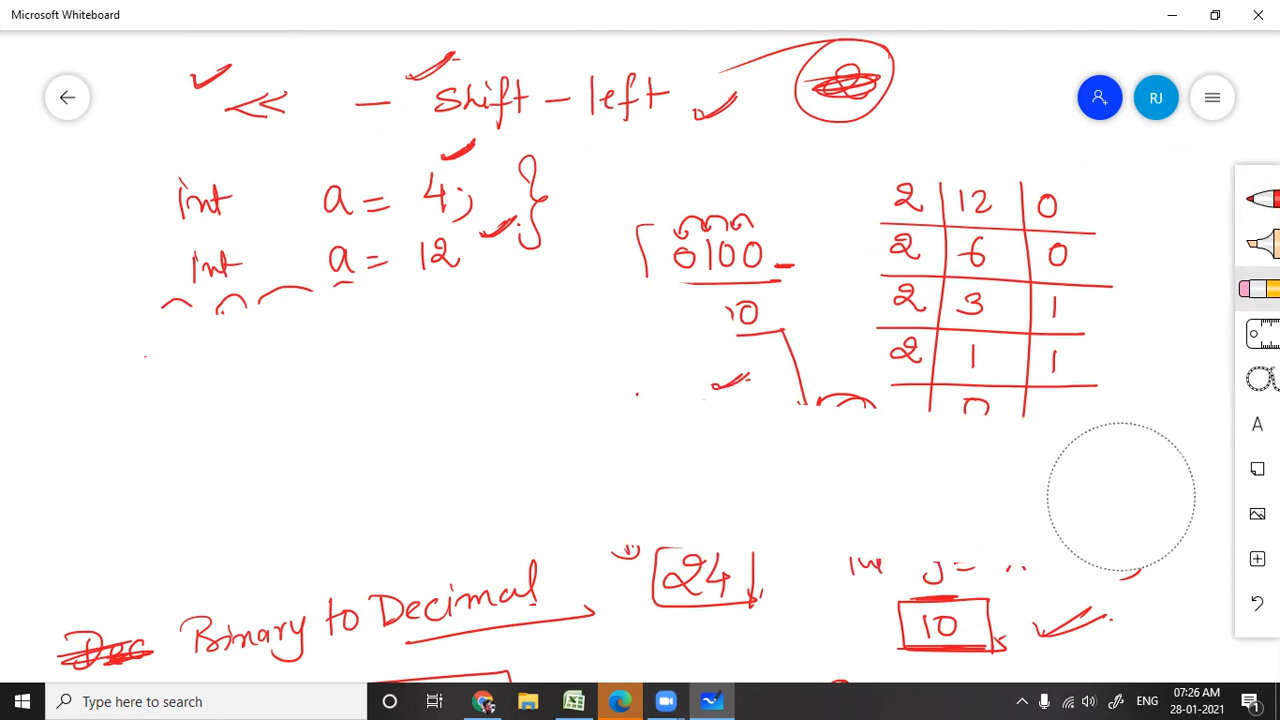 Microsoft Whiteboard
<< - Shift - left
RJ
int a = 4;
int a = 12
0100
10
2 12 0
2 6 0
2 3 1
2 1 1
0
Binary to Decimal
24
J =
10
A
Type here to search
ENG
07:26 AM
28-01-2021
1